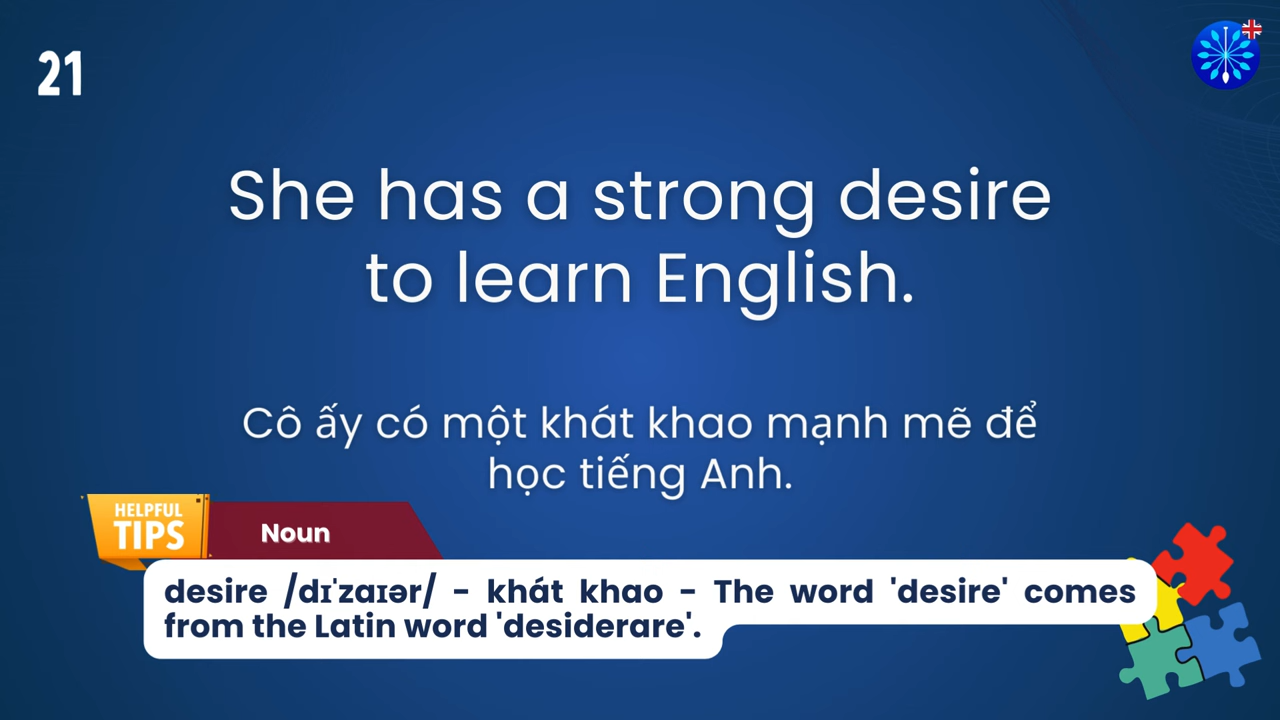 21
She has a strong desire
to learn English.
Cô ấy có một khát khao mạnh mẽ để
học tiếng Anh.
HELPFUL
TIPS
Noun
desire /dɪˈzaɪər/ - khát khao - The word 'desire' comes
from the Latin word 'desiderare'.